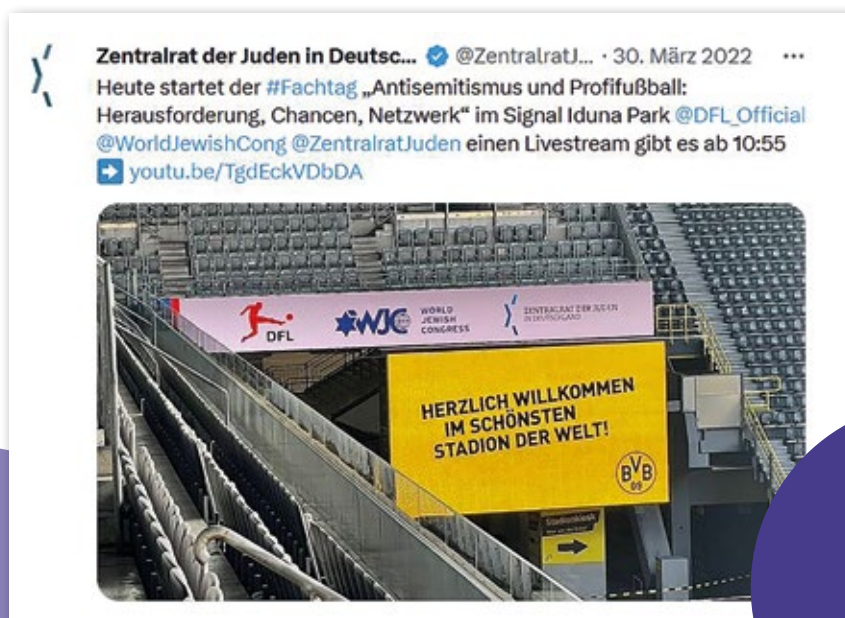 Zentralrat der Juden in Deutsc... @ZentralratJ... · 30. März 2022 ...
Heute startet der #Fachtag „Antisemitismus und Profifußball:
Herausforderung, Chancen, Netzwerk“ im Signal Iduna Park @DFL_Official
@WorldJewishCong @ZentralratJuden einen Livestream gibt es ab 10:55
➡ youtu.be/TgdEckVDbDA
DFL
WJC
WORLD
JEWISH
CONGRESS
ZENTRALRAT DER JUDEN
IN DEUTSCHLAND
HERZLICH WILLKOMMEN
IM SCHÖNSTEN
STADION DER WELT!
BVB
09
Stadionkiosk